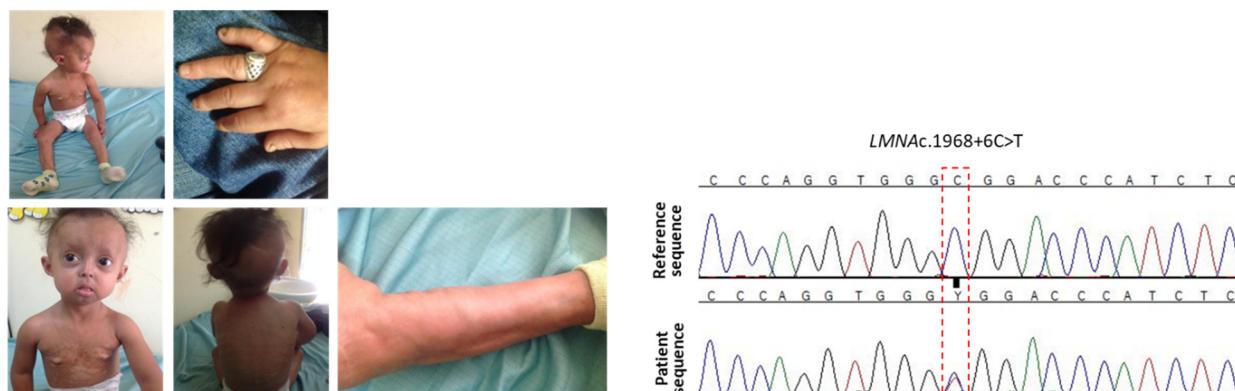 LMNAc.1968+6C>T
C C C A G G T G G G C G G A C C C A T C T C
Reference
sequence
C C C A G G T G G G Y G G A C C C A T C T C
Patient
sequence